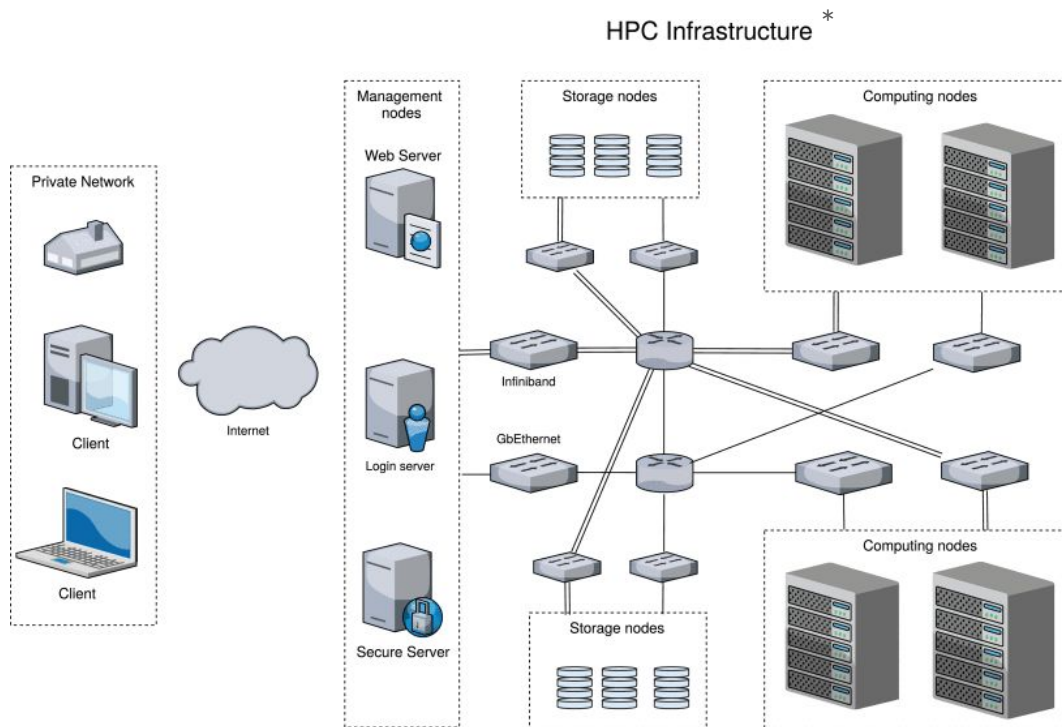 HPC Infrastructure *
Private Network
Client
Client
Internet
Management
nodes
Web Server
Login server
Secure Server
Storage nodes
Computing nodes
Infiniband
GbEthernet
Storage nodes
Computing nodes